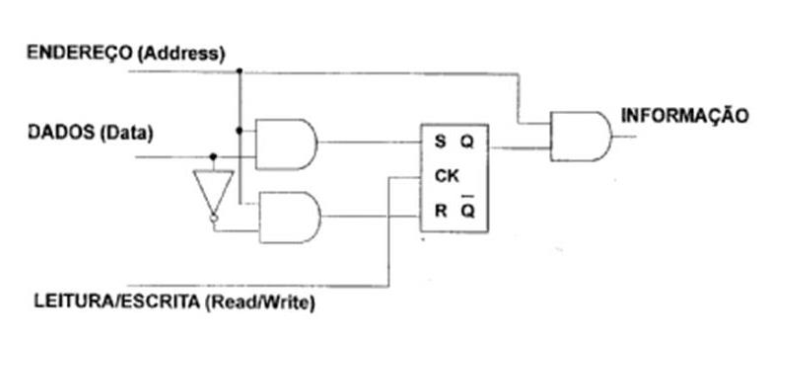 ENDEREÇO (Address)
DADOS (Data)
INFORMAÇÃO
S Q
CK
R Q̅
LEITURA/ESCRITA (Read/Write)